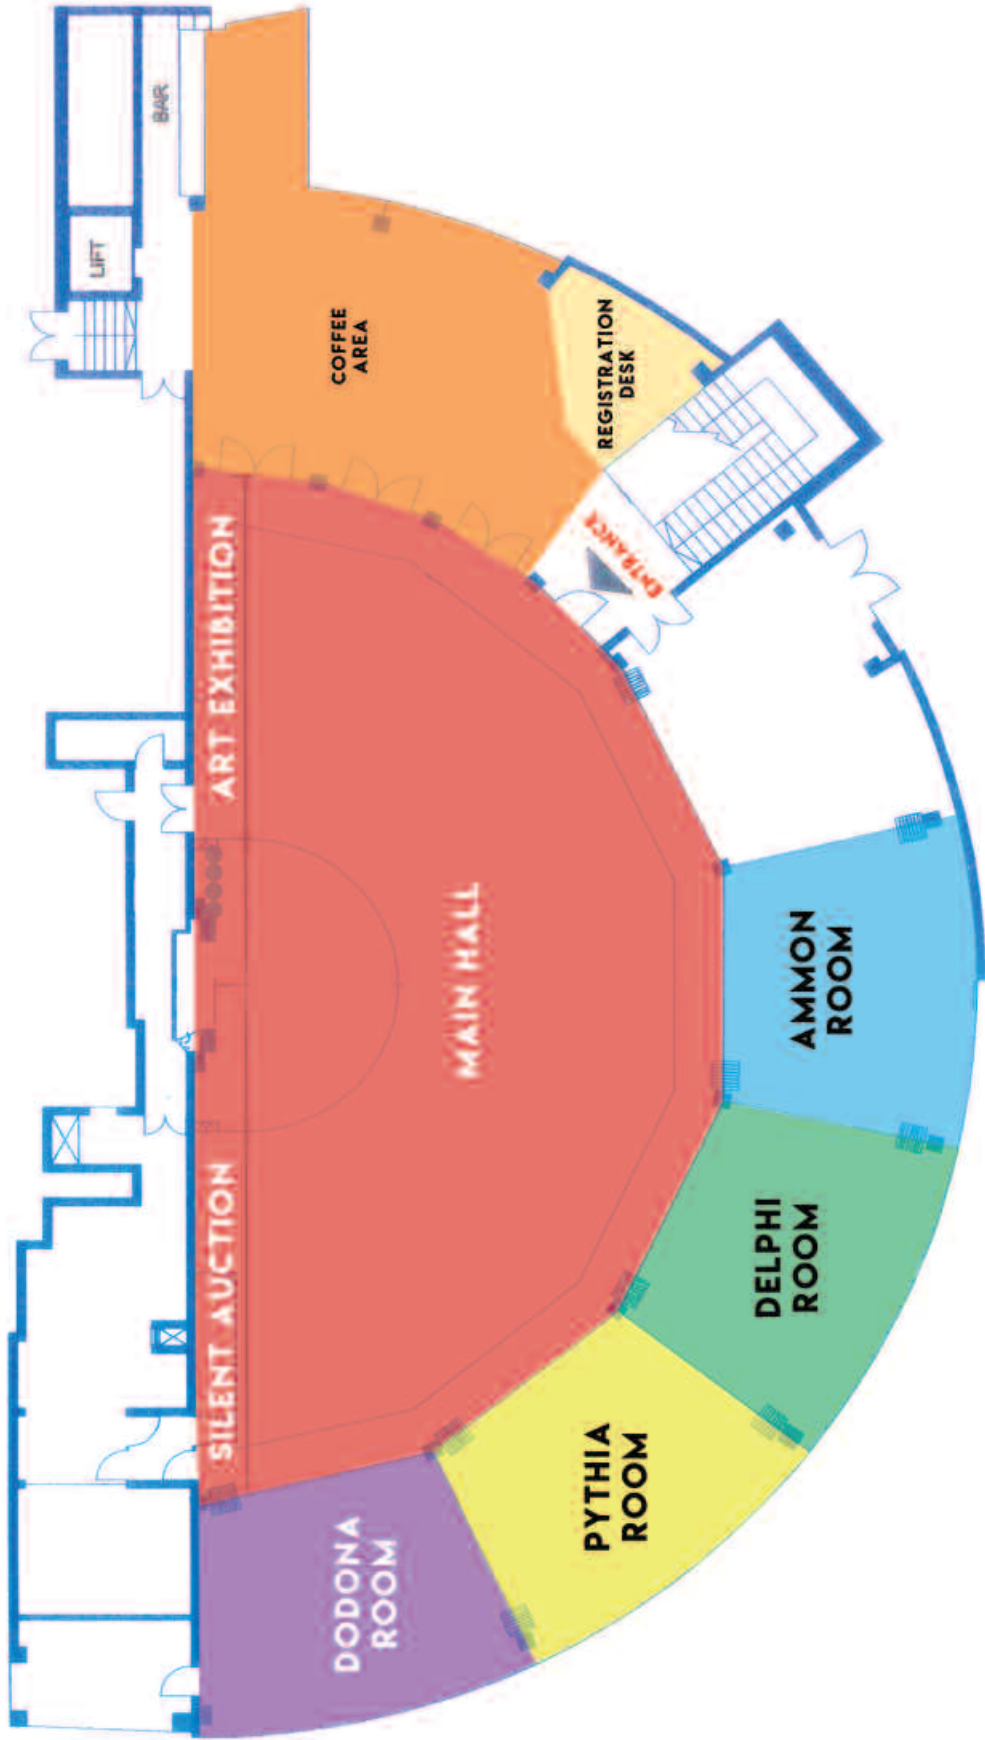 BAR
LIFT
COFFEE
AREA
REGISTRATION
DESK
ENTRANCE
ART EXHIBITION
MAIN HALL
SILENT AUCTION
AMMON
ROOM
DELPHI
ROOM
PYTHIA
ROOM
DODONA
ROOM